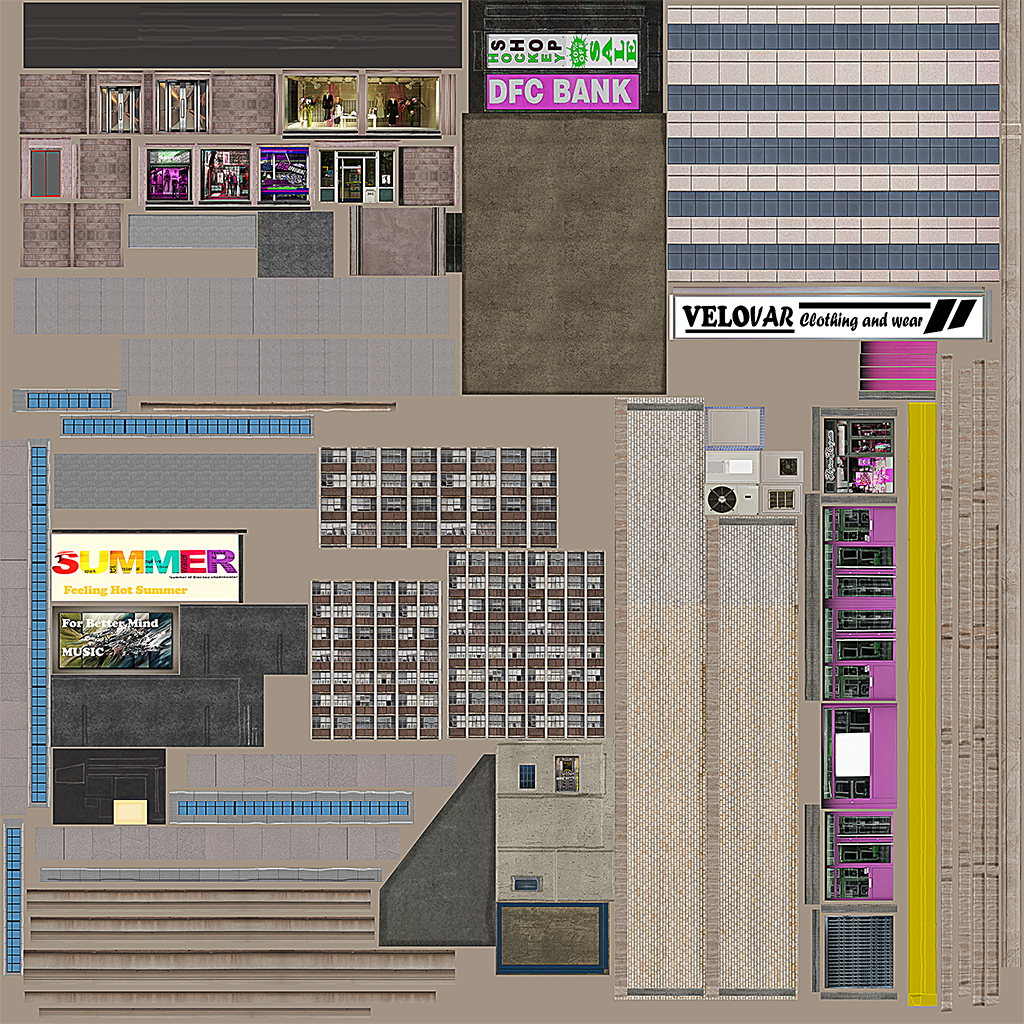 SHOP
HOCKEY
SALE
DFC BANK
VELOVAR Clothing and wear
SUMMER
Feeling Hot Summer
For Better Mind
MUSIC